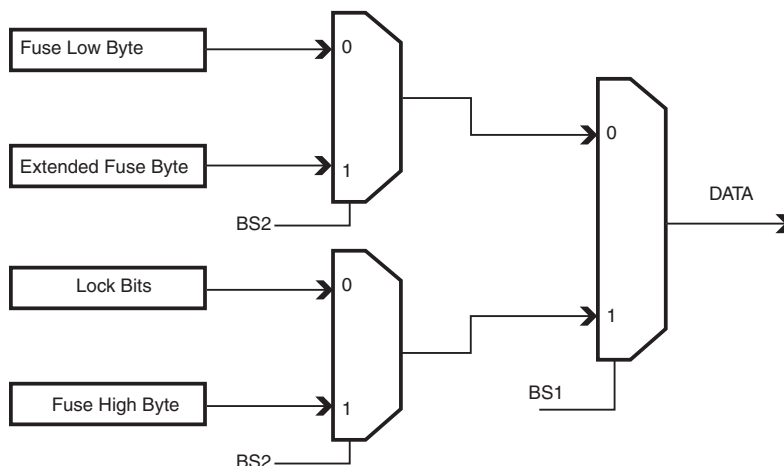 Fuse Low Byte
0
Extended Fuse Byte
1
BS2
0
DATA
Lock Bits
0
1
Fuse High Byte
1
BS1
BS2